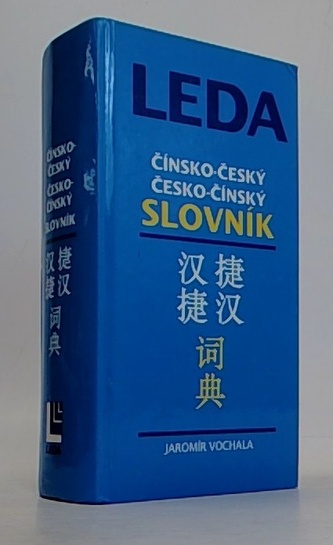 ČÍNSKO-
ČESKÝ
ČESKO-
ČÍNSKÝ
SLOVNÍK
汉捷
捷汉
词
典
LEDA
ČÍNSKO-ČESKÝ
ČESKO-ČÍNSKÝ
SLOVNÍK
汉捷
捷汉
词
典
JAROMÍR VOCHALA